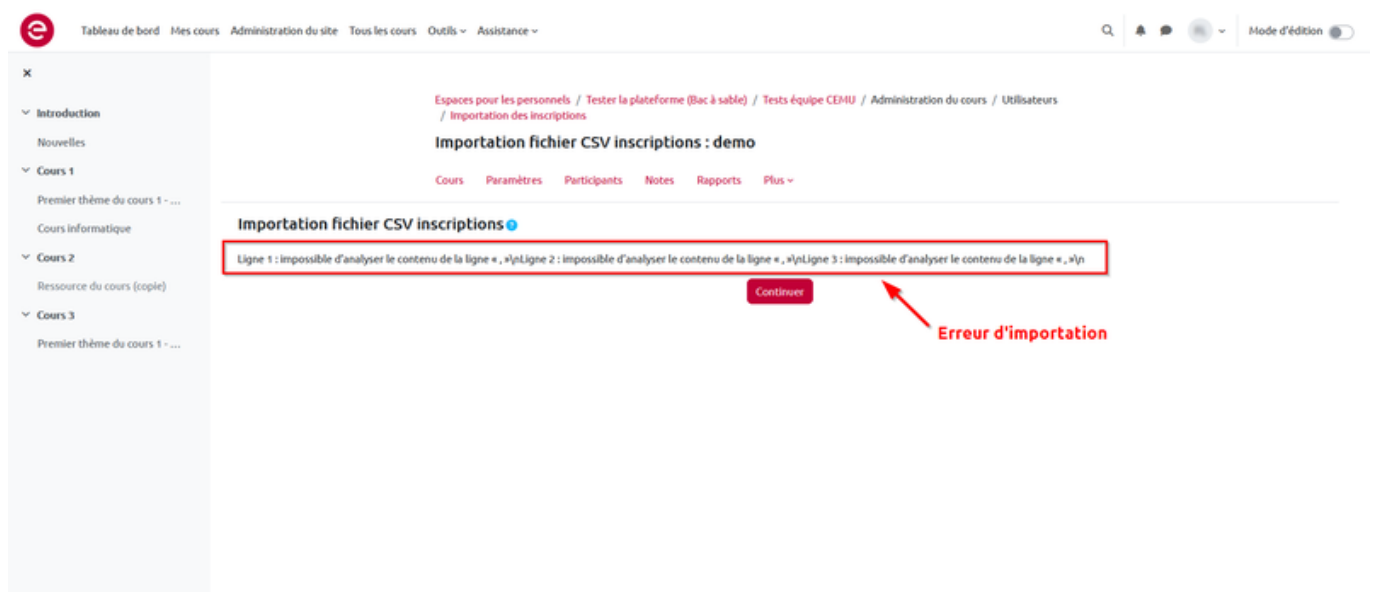 Tableau de bord Mes cours Administration du site Tous les cours Outils Assistance Mode d'édition
Introduction
Nouvelles
Cours 1
Premier thème du cours 1 - ...
Cours informatique
Cours 2
Ressource du cours (copie)
Cours 3
Premier thème du cours 1 - ...
Espaces pour les personnels / Tester la plateforme (Bac à sable) / Tests équipe CEMU / Administration du cours / Utilisateurs
/ Importation des inscriptions
Importation fichier CSV inscriptions : demo
Cours Paramètres Participants Notes Rapports Plus
Importation fichier CSV inscriptions
Ligne 1 : impossible d'analyser le contenu de la ligne « , »\nLigne 2 : impossible d'analyser le contenu de la ligne « , »\nLigne 3 : impossible d'analyser le contenu de la ligne « , »\n
Continuer
Erreur d'importation